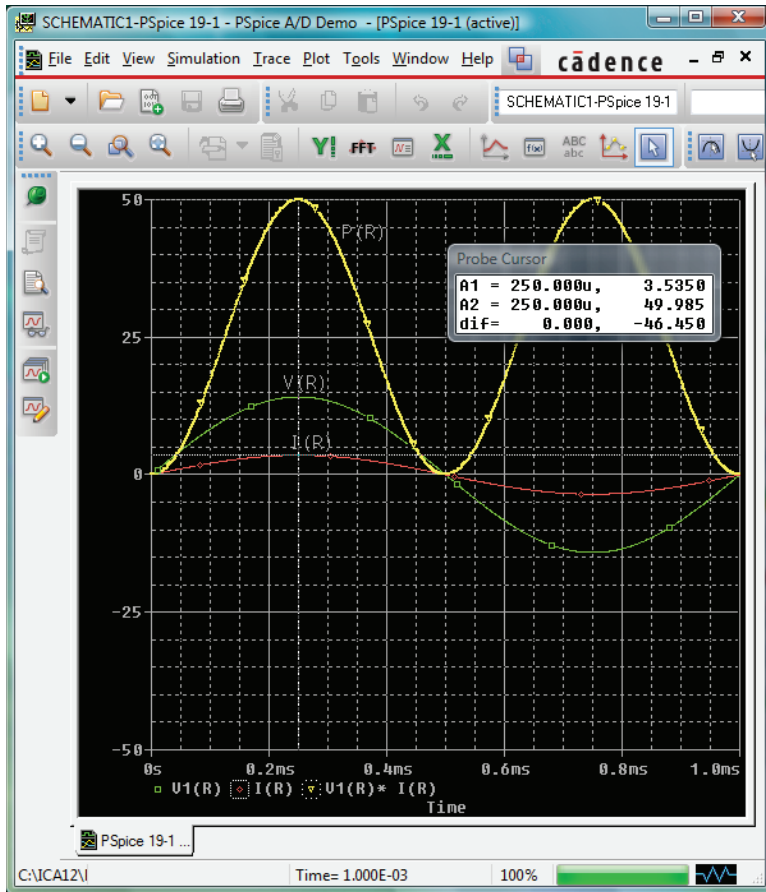 SCHEMATIC1-PSpice 19-1 - PSpice A/D Demo - [PSpice 19-1 (active)]
File Edit View Simulation Trace Plot Tools Window Help cādence
SCHEMATIC1-PSpice 19-1
FFT f(x) ABC abc
50
P(R)
Probe Cursor
A1 = 250.000u, 3.5350
A2 = 250.000u, 49.985
dif= 0.000, -46.450
25
V(R)
I(R)
0
-25
-50
0s 0.2ms 0.4ms 0.6ms 0.8ms 1.0ms
V1(R) I(R) V1(R)* I(R)
Time
PSpice 19-1 ...
C:\ICA12\ Time= 1.000E-03 100%